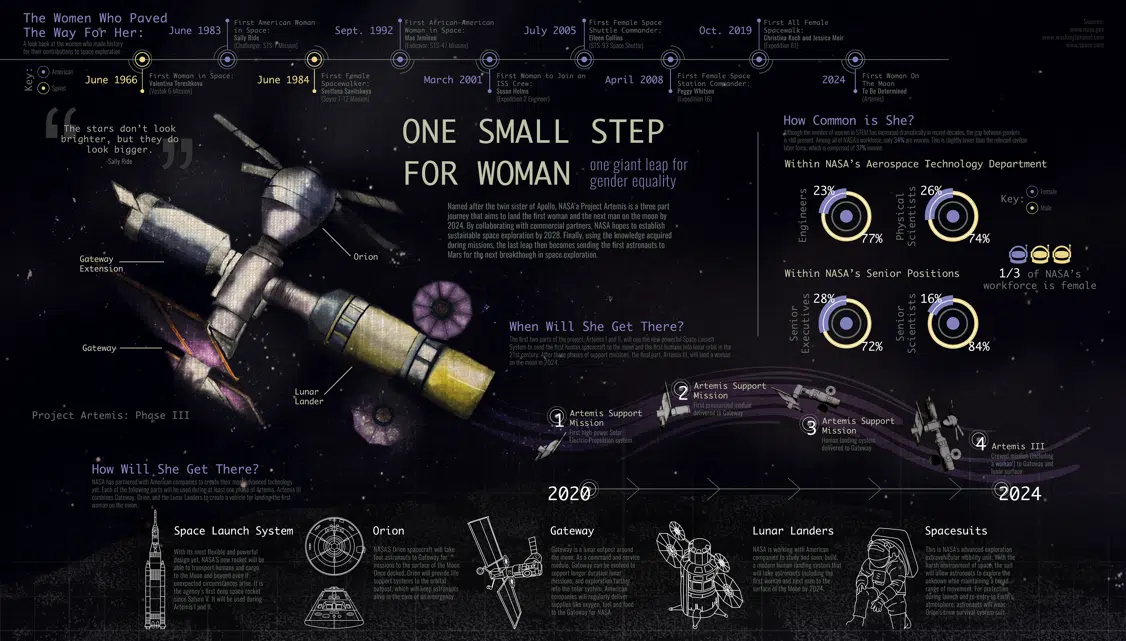 The Women Who Paved
The Way For Her:
A look back at the women who made history
for their contributions to space exploration
Key:
American
Soviet
June 1966
First Woman in Space:
Valentina Tereshkova
(Vostok 6 Mission)
June 1983
First American Woman
in Space:
Sally Ride
(Challenger, STS-7 Mission)
June 1984
First Female
Spacewalker:
Svetlana Savitskaya
(Soyuz T-12 Mission)
Sept. 1992
First African-American
Woman in Space:
Mae Jemison
(Endeavor, STS-47 Mission)
March 2001
First Woman to Join an
ISS Crew:
Susan Helms
(Expedition 2 Engineer)
July 2005
First Female Space
Shuttle Commander:
Eileen Collins
(STS-93 Space Shuttle)
April 2008
First Female Space
Station Commander:
Peggy Whitson
(Expedition 16)
Oct. 2019
First All Female
Spacewalk:
Christina Koch and Jessica Meir
(Expedition 61)
2024
First Woman On
The Moon
To Be Determined
(Artemis)
Sources:
www.nasa.gov
www.space.com
The stars don't look
brighter, but they do
look bigger.
-Sally Ride
ONE SMALL STEP
FOR WOMAN
one giant leap for
gender equality
Named after the twin sister of Apollo, NASA's Project Artemis is a three part
journey that aims to land the first woman and the next man on the moon by
2024. By collaborating with commercial partners, NASA hopes to establish
sustainable space exploration by 2028. Finally, using the knowledge acquired
during missions, the last leap then becomes sending the first astronauts to
Mars for the next breakthrough in space exploration.
Gateway
Extension
Gateway
Orion
Lunar
Lander
Project Artemis: Phase III
How Common is She?
Although the number of women in STEM has increased dramatically in recent decades, the gap between genders
is still present. Among all of NASA's workforce, only 34% are women. This is slightly lower than the relevant civilian
labor force, which is comprised of 37% women.
Within NASA's Aerospace Technology Department
Engineers
23%
77%
Physical
Scientists
26%
74%
Key:
Female
Male
Within NASA's Senior Positions
Senior
Executives
28%
72%
Senior
Scientists
16%
84%
1/3 of NASA's
workforce is female
When Will She Get There?
The first two parts of the project, Artemis I and II, will use the new powerful Space Launch
System to send the first human spacecraft to the moon and the first humans into lunar orbit in the
21st century. After three phases of support missions, the final part, Artemis III, will land a woman
on the moon in 2024.
1
Artemis Support
Mission
First high power Solar
Electric Propulsion system
2
Artemis Support
Mission
First pressurized module
delivered to Gateway
3
Artemis Support
Mission
Human landing system
delivered to Gateway
4
Artemis III
Crewed mission (including
a woman!) to Gateway and
lunar surface
2020
2024
How Will She Get There?
NASA has partnered with American companies to create their most advanced technology
yet. Each of the following parts will be used during at least one phase of Artemis. Artemis III
combines Gateway, Orion, and the Lunar Landers to create a vehicle for landing the first
woman on the moon.
Space Launch System
With its most flexible and powerful
design yet, NASA's new rocket will be
able to transport humans and cargo
to the Moon and beyond even if
unexpected circumstances arise. It is
the agency's first deep space rocket
since Saturn V. It will be used during
Artemis I and II.
Orion
NASA'S Orion spacecraft will take
our astronauts to Gateway for
missions to the surface of the Moon.
Once docked, Orion will provide life
support systems to the orbital
output, which will keep astronauts
alive in the case of an emergency.
Gateway
Gateway is a lunar outpost around
the moon. As a command and service
module, Gateway can be evolved to
support longer duration lunar
missions, and exploration farther
into the solar system. American
companies will regularly deliver
supplies like oxygen, fuel and food
to the Gateway for NASA.
Lunar Landers
NASA is working with American
companies to study and soon, build,
a modern human landing system that
will take astronauts including the
first woman and next man to the
surface of the Moon by 2024.
Spacesuits
This is NASA's advanced exploration
extravehicular mobility unit. With the
harsh environment of space, the suit
will allow astronauts to explore the
unknown while maintaining a broad
range of movement. For protection
during launch and re-entry to Earth's
atmosphere, astronauts will wear
Orion's crew survival system suit.